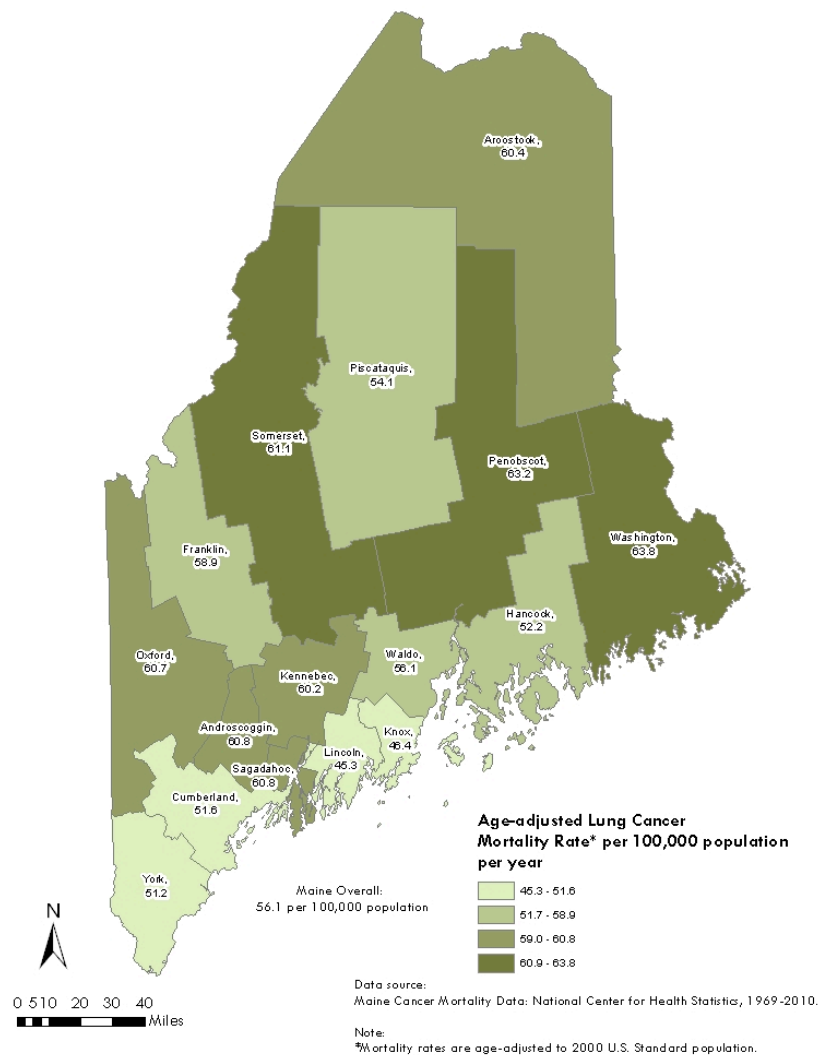 Aroostook,
60.4
Piscataquis,
54.1
Somerset,
61.1
Penobscot,
63.2
Washington,
63.8
Franklin,
58.9
Hancock,
52.2
Oxford,
60.7
Waldo,
56.1
Kennebec,
60.2
Androscoggin,
60.8
Knox,
46.4
Lincoln,
45.3
Sagadahoc,
60.8
Cumberland,
51.6
York,
51.2
Maine Overall:
56.1 per 100,000 population
Age-adjusted Lung Cancer
Mortality Rate* per 100,000 population
per year
45.3 - 51.6
51.7 - 58.9
59.0 - 60.8
60.9 - 63.8
N
0 5 10 20 30 40
Miles
Data source:
Maine Cancer Mortality Data: National Center for Health Statistics, 1969-2010.
Note:
*Mortality rates are age-adjusted to 2000 U.S. Standard population.